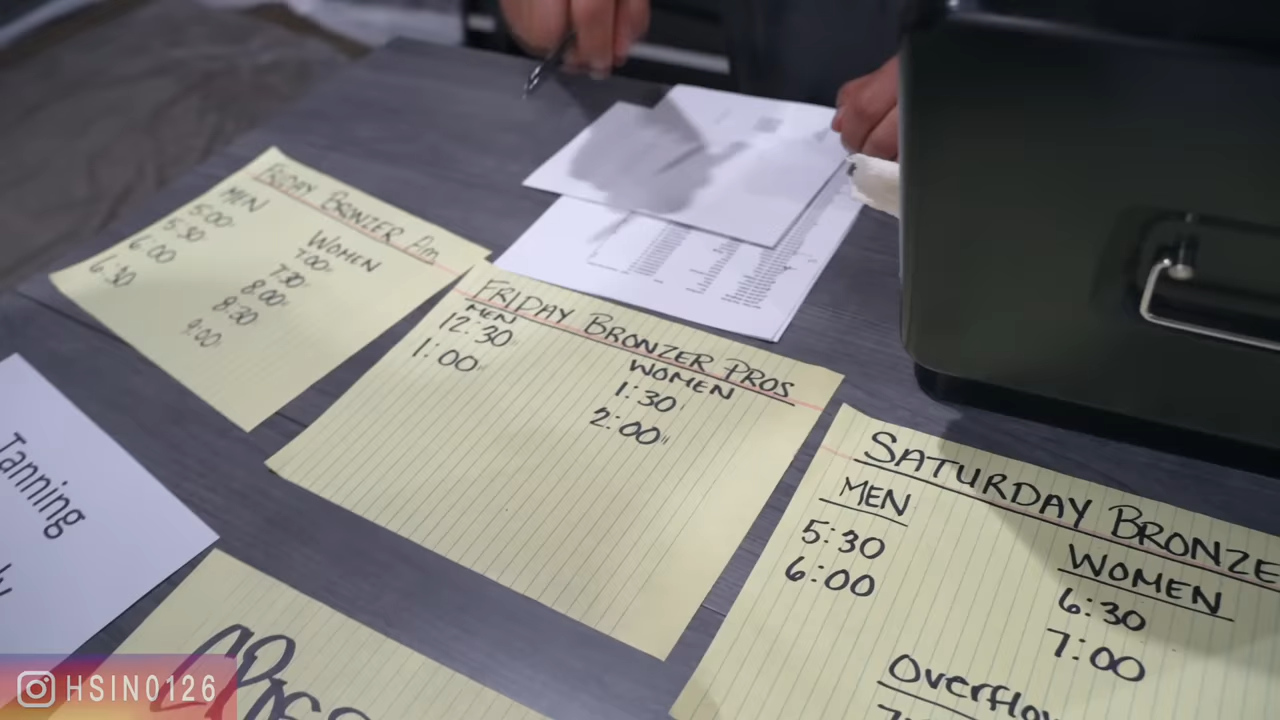 FRIDAY BRONZER Am
MEN
5:00
5:30
6:00
6:30
WOMEN
7:00
7:30
8:00
8:30
9:00
FRIDAY BRONZER PROS
MEN
12:30
1:00
WOMEN
1:30
2:00
SATURDAY BRONZE
MEN
5:30
6:00
WOMEN
6:30
7:00
Overflow
Tanning
HSIN0126